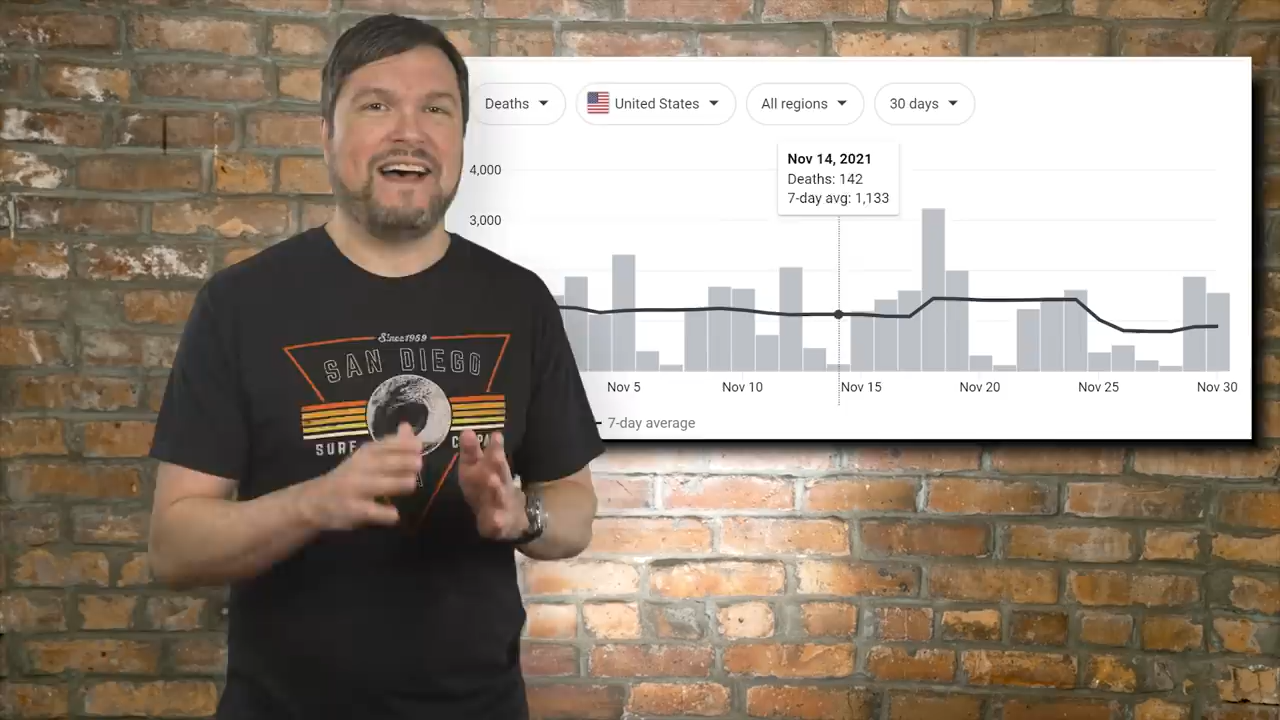 Deaths
United States
All regions
30 days
Nov 14, 2021
Deaths: 142
7-day avg: 1,133
4,000
3,000
Nov 5
Nov 10
Nov 15
Nov 20
Nov 25
Nov 30
7-day average
Since 1959
SAN DIEGO
SURF